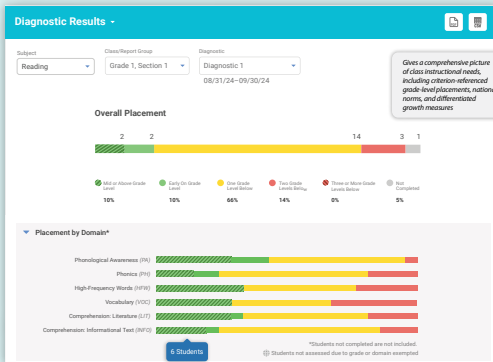 Diagnostic Results
Subject
Class/Report Group
Diagnostic
Reading
Grade 1, Section 1
Diagnostic 1
08/31/24–09/30/24
Gives a comprehensive picture
of class instructional needs,
including criterion-referenced
grade-level placements, nationa
norms, and differentiated
growth measures
Overall Placement
2 2 14 3 1
Mid or Above Grade
Level
10%
Early On Grade
Level
10%
One Grade
Level Below
66%
Two Grade
Levels Below
14%
Three or More Grade
Levels Below
0%
Not
Completed
5%
Placement by Domain*
Phonological Awareness (PA)
Phonics (PH)
High-Frequency Words (HFW)
Vocabulary (VOC)
Comprehension: Literature (LIT)
Comprehension: Informational Text (INFO)
6 Students
*Students not completed are not included.
Students not assessed due to grade or domain exempted